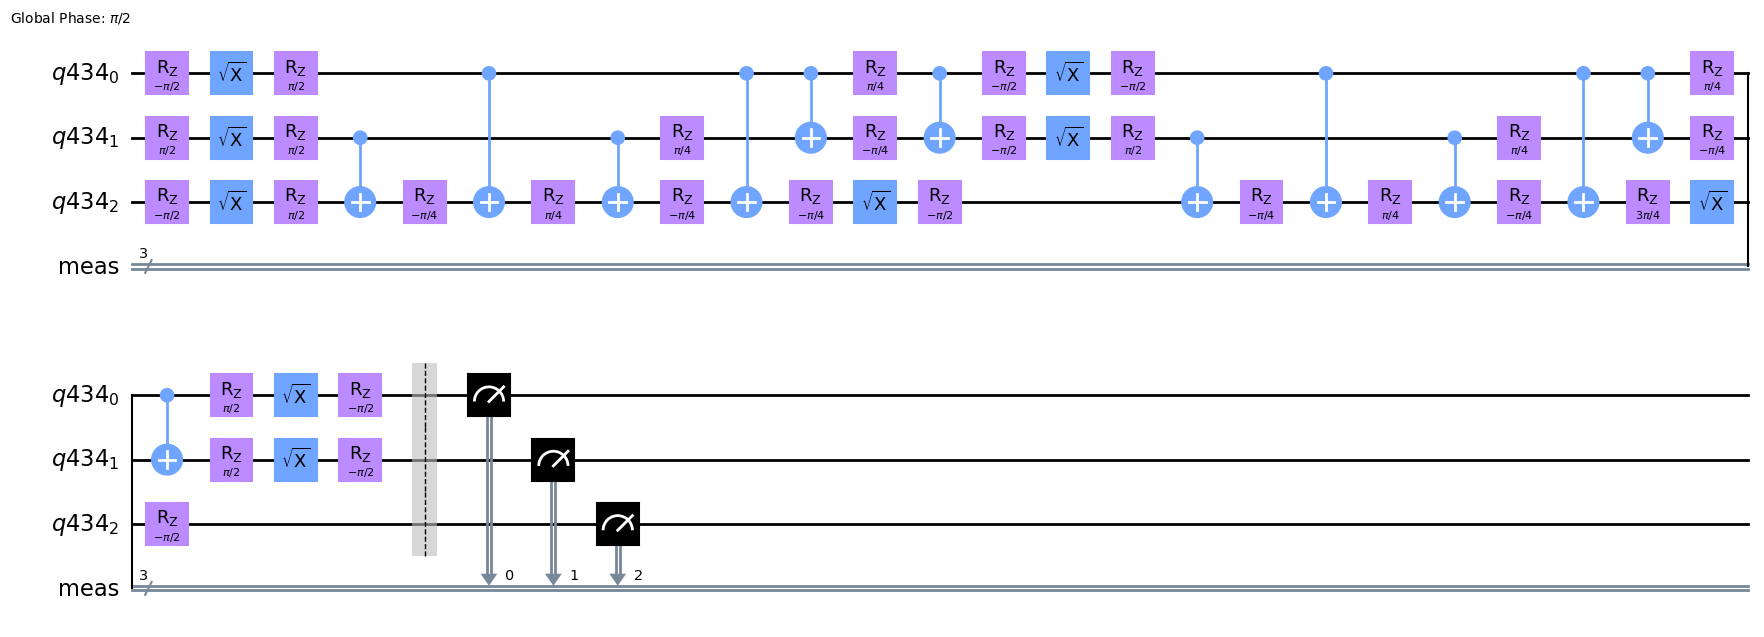 Global Phase: π/2
q434₀ R_Z −π/2 √X R_Z π/2 R_Z π/4 R_Z −π/2 √X R_Z −π/2 R_Z π/4
q434₁ R_Z π/2 √X R_Z π/2 R_Z π/4 R_Z −π/4 R_Z −π/2 √X R_Z π/2 R_Z π/4 R_Z −π/4
q434₂ R_Z −π/2 √X R_Z π/2 R_Z −π/4 R_Z π/4 R_Z −π/4 R_Z −π/4 √X R_Z −π/2 R_Z −π/4 R_Z π/4 R_Z −π/4 R_Z 3π/4 √X
meas 3
q434₀ R_Z π/2 √X R_Z −π/2
q434₁ R_Z π/2 √X R_Z −π/2
q434₂ R_Z −π/2
meas 3 0 1 2